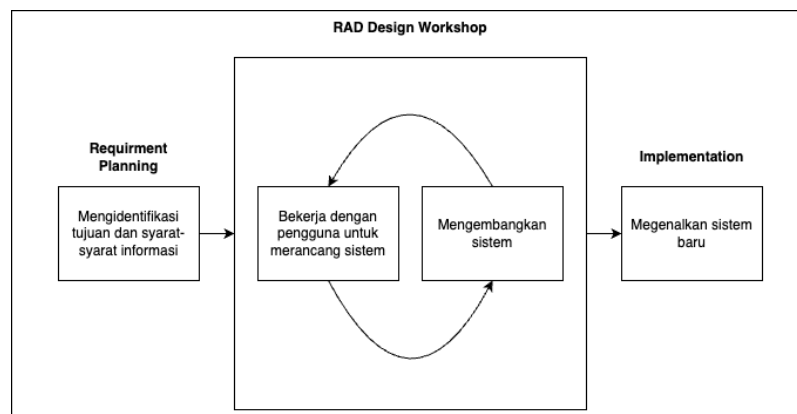 RAD Design Workshop
Requirment
Planning
Mengidentifikasi
tujuan dan syarat-
syarat informasi
Bekerja dengan
pengguna untuk
merancang sistem
Mengembangkan
sistem
Implementation
Megenalkan sistem
baru